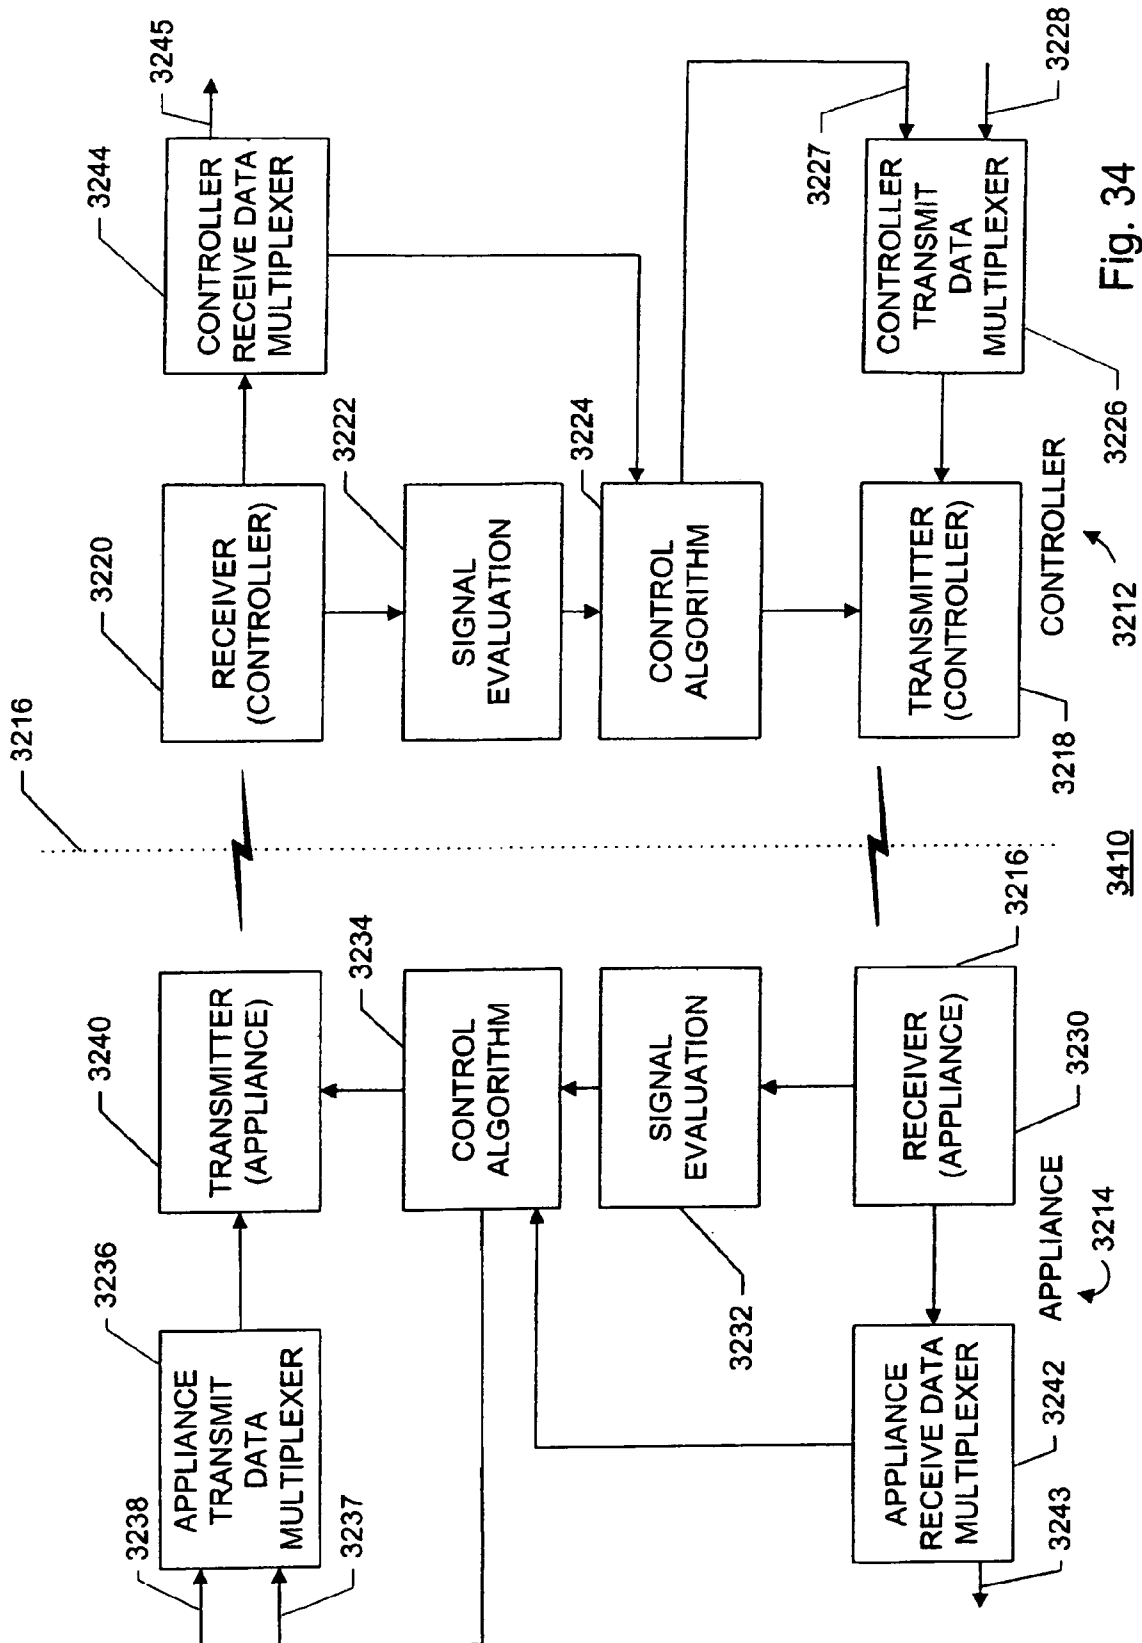 3236
APPLIANCE
TRANSMIT
DATA
MULTIPLEXER
3238
3237
3240
TRANSMITTER
(APPLIANCE)
3234
CONTROL
ALGORITHM
SIGNAL
EVALUATION
3232
RECEIVER
(APPLIANCE)
3216
3230
APPLIANCE
RECEIVE DATA
MULTIPLEXER
3242
3243
APPLIANCE
3214
3216
3410
3220
RECEIVER
(CONTROLLER)
3222
SIGNAL
EVALUATION
3224
CONTROL
ALGORITHM
TRANSMITTER
(CONTROLLER)
3218
CONTROLLER
3212
3244
CONTROLLER
RECEIVE DATA
MULTIPLEXER
3245
3227
3228
CONTROLLER
TRANSMIT
DATA
MULTIPLEXER
3226
Fig. 34